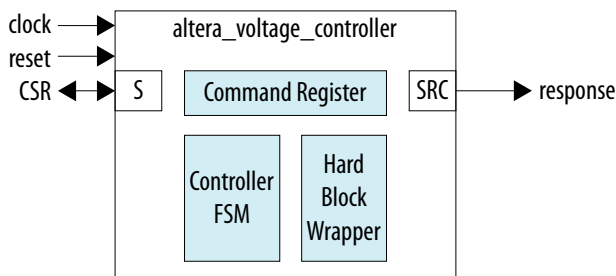 clock
altera_voltage_controller
reset
CSR
S
Command Register
SRC
response
Controller
FSM
Hard
Block
Wrapper